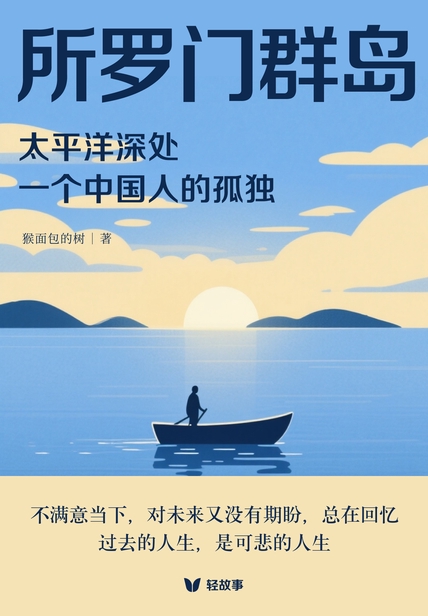 所罗门群岛
太平洋深处
一个中国人的孤独
猴面包的树｜著
不满意当下，对未来又没有期盼，总在回忆
过去的人生，是可悲的人生
轻故事